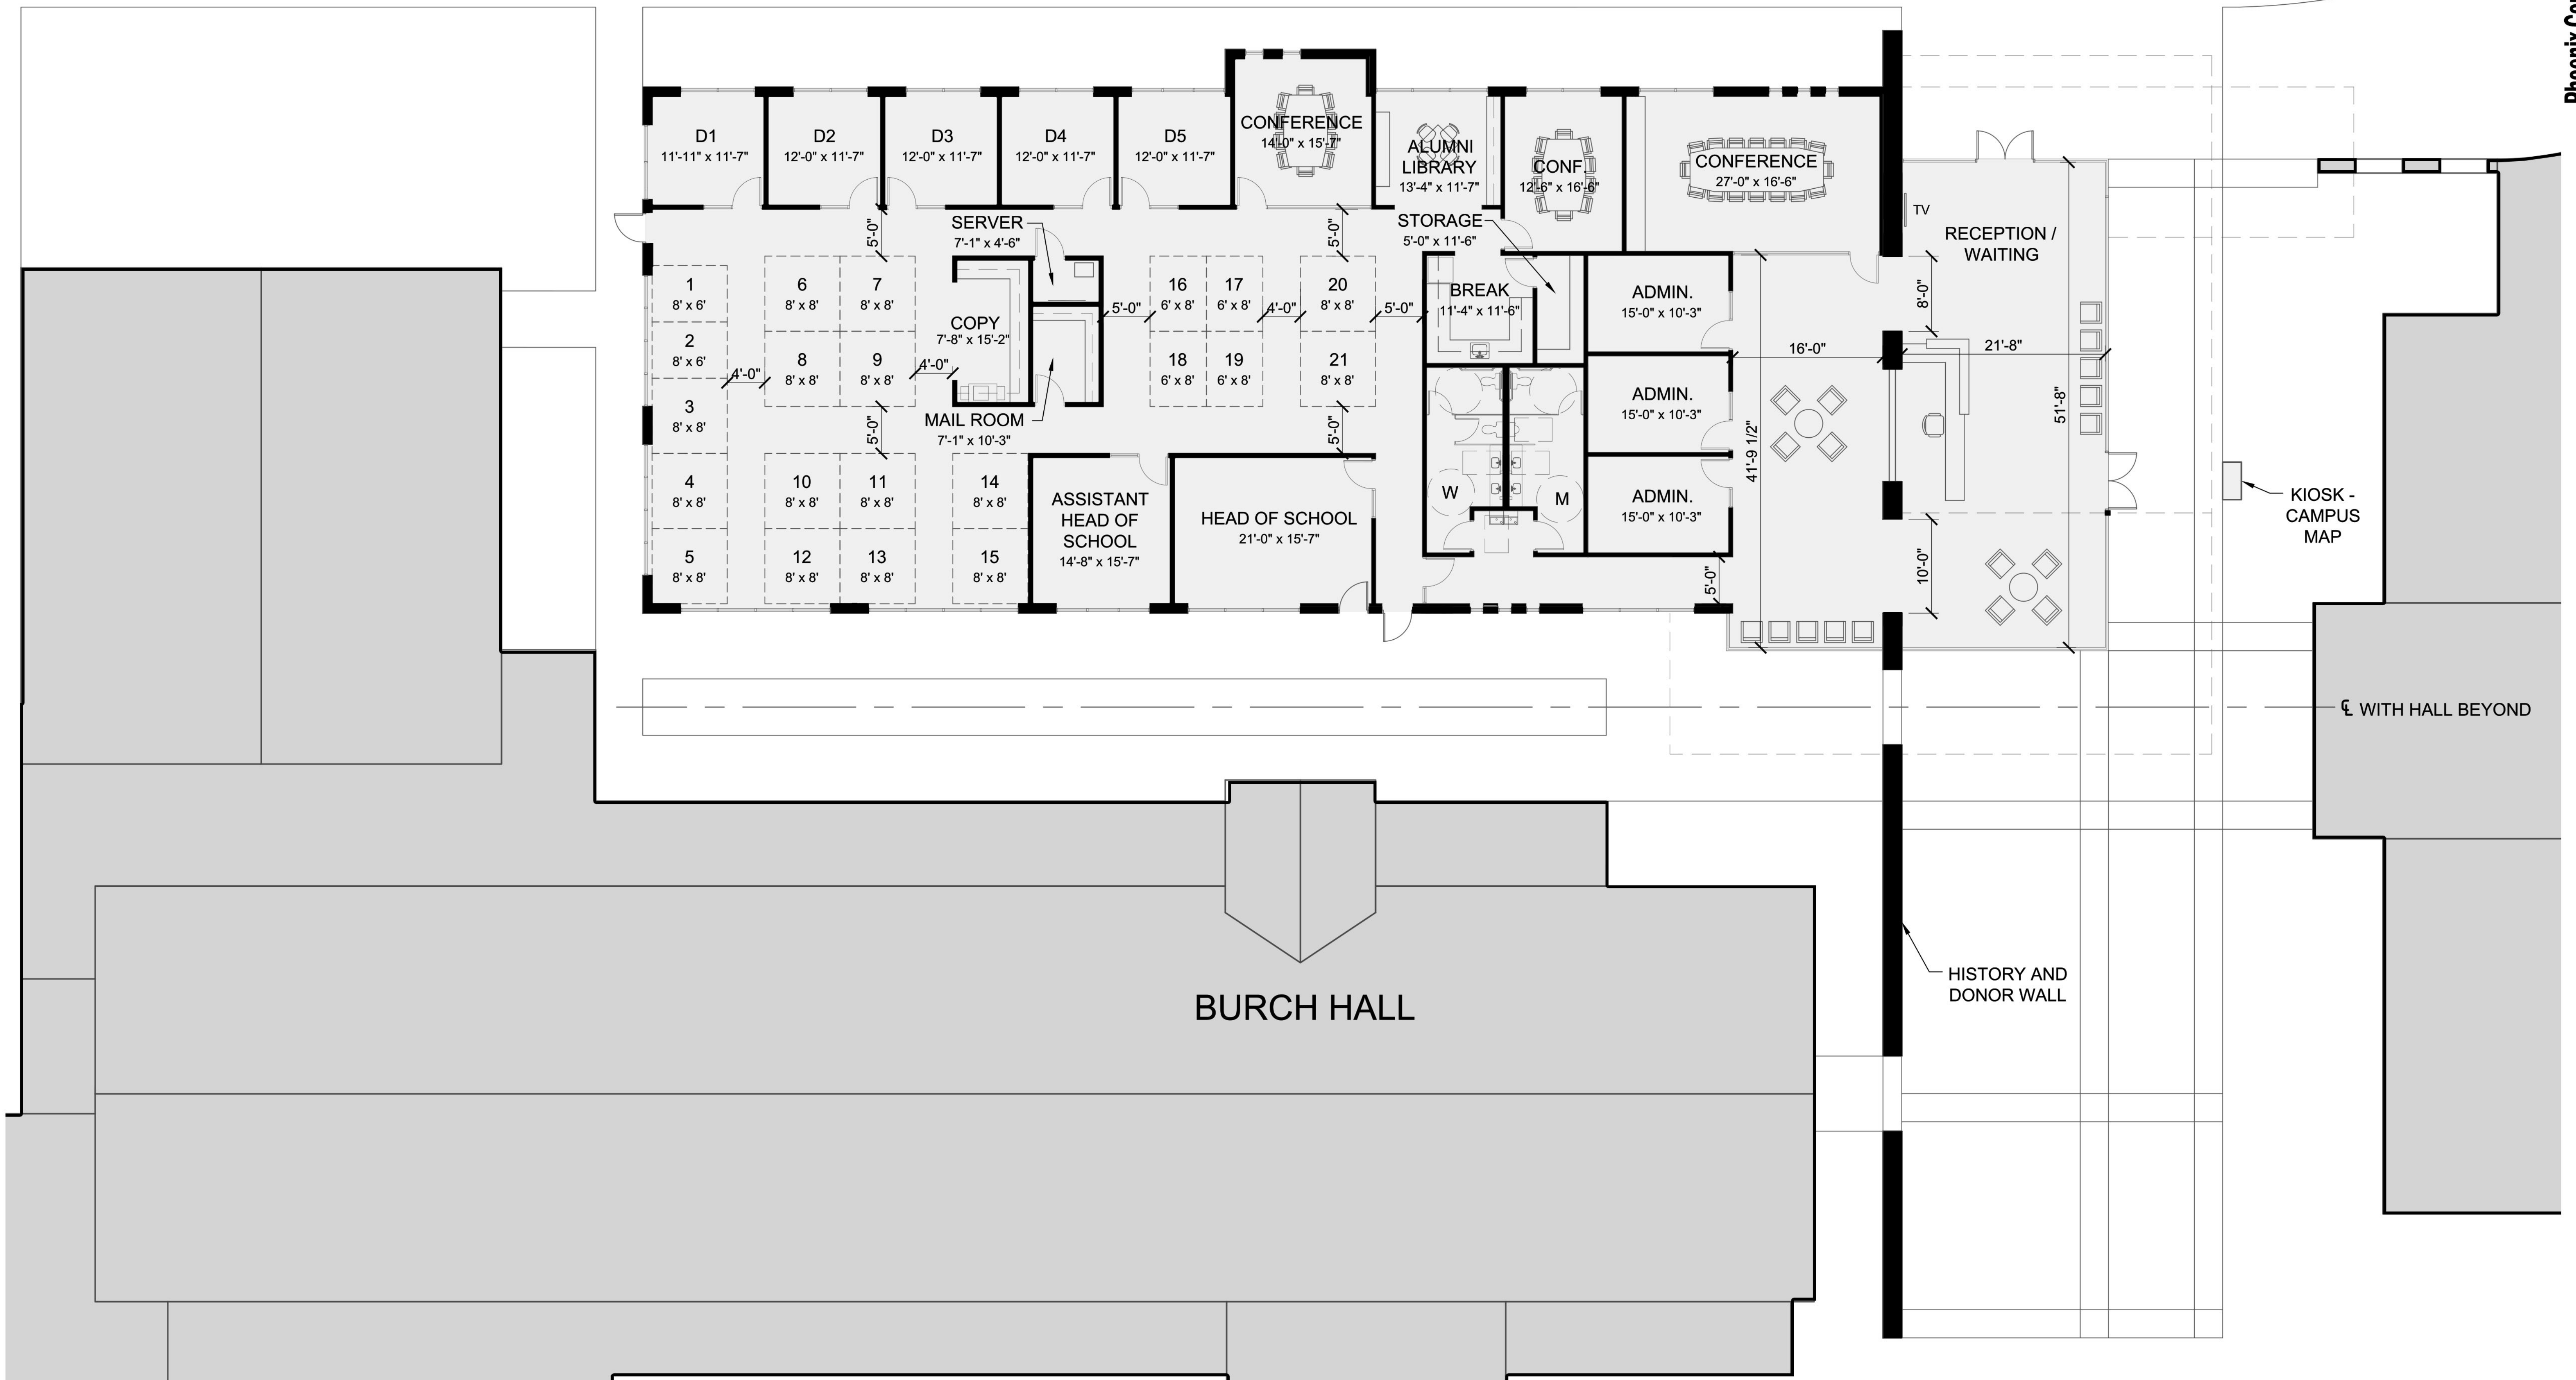 Phoenix
D1
11'-11" x 11'-7"
D2
12'-0" x 11'-7"
D3
12'-0" x 11'-7"
D4
12'-0" x 11'-7"
D5
12'-0" x 11'-7"
CONFERENCE
14'-0" x 15'-7"
ALUMNI
LIBRARY
13'-4" x 11'-7"
CONF.
12'-6" x 16'-6"
CONFERENCE
27'-0" x 16'-6"
TV
RECEPTION /
WAITING
SERVER
7'-1" x 4'-6"
STORAGE
5'-0" x 11'-6"
5'-0"
5'-0"
1
8' x 6'
2
8' x 6'
3
8' x 8'
4
8' x 8'
5
8' x 8'
4'-0"
6
8' x 8'
7
8' x 8'
8
8' x 8'
9
8' x 8'
4'-0"
5'-0"
10
8' x 8'
11
8' x 8'
12
8' x 8'
13
8' x 8'
14
8' x 8'
15
8' x 8'
COPY
7'-8" x 15'-2"
MAIL ROOM
7'-1" x 10'-3"
5'-0"
16
6' x 8'
17
6' x 8'
18
6' x 8'
19
6' x 8'
4'-0"
20
8' x 8'
21
8' x 8'
5'-0"
5'-0"
BREAK
11'-4" x 11'-6"
ADMIN.
15'-0" x 10'-3"
ADMIN.
15'-0" x 10'-3"
ADMIN.
15'-0" x 10'-3"
W
M
ASSISTANT
HEAD OF
SCHOOL
14'-8" x 15'-7"
HEAD OF SCHOOL
21'-0" x 15'-7"
5'-0"
41'-9 1/2"
16'-0"
8'-0"
21'-8"
51'-8"
10'-0"
KIOSK -
CAMPUS
MAP
℄ WITH HALL BEYOND
HISTORY AND
DONOR WALL
BURCH HALL